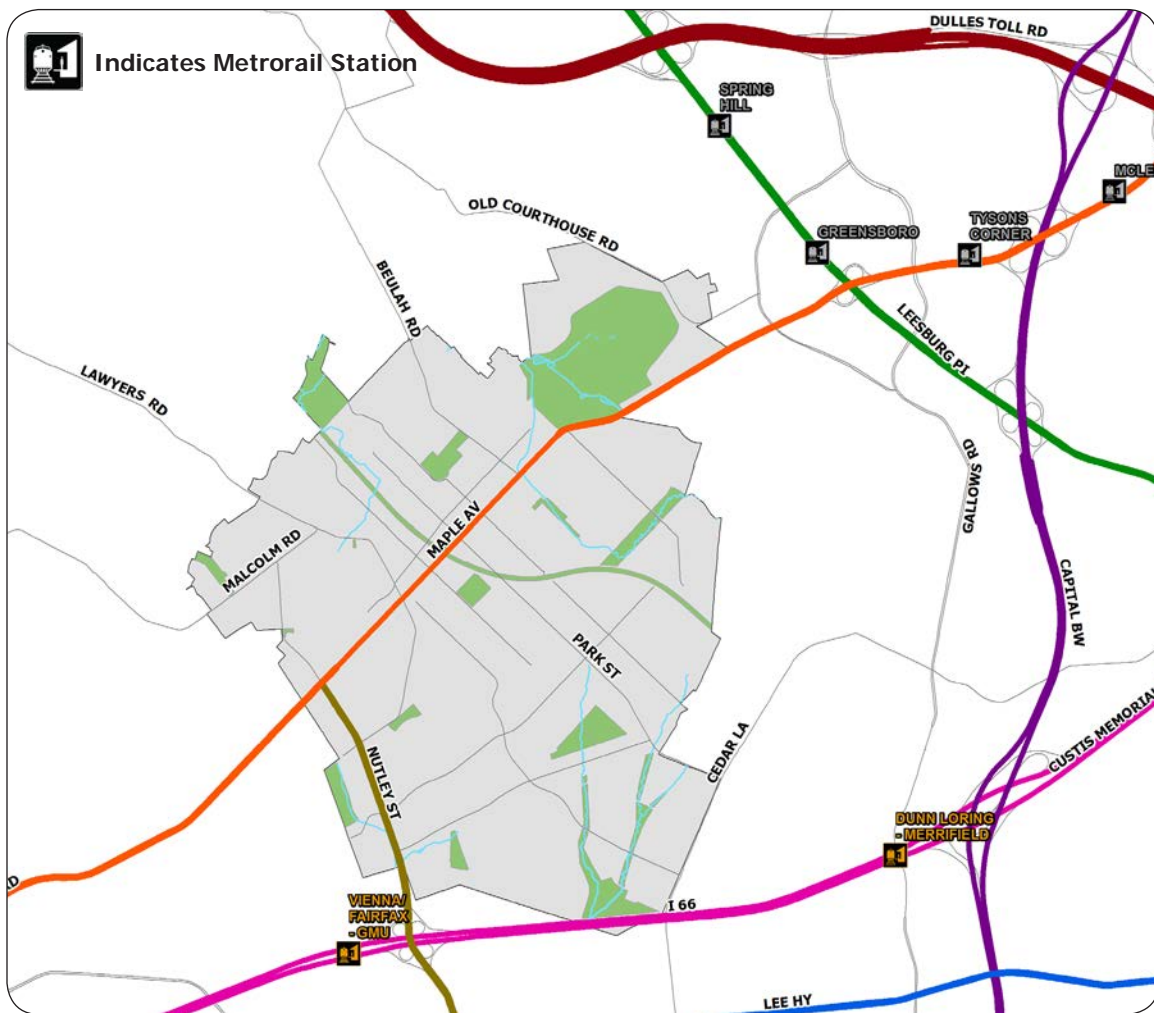 DULLES TOLL RD
Indicates Metrorail Station
SPRING
HILL
MCLE
OLD COURTHOUSE RD
GREENSBORO
TYSONS
CORNER
BEULAH RD
LEESBURG PI
LAWYERS RD
GALLOWS RD
MAPLE AV
MALCOLM RD
CAPITAL BW
PARK ST
CEDAR LA
CUSTIS MEMORIAL
NUTLEY ST
DUNN LORING
- MERRIFIELD
RD
VIENNA/
FAIRFAX
- GMU
I 66
LEE HY